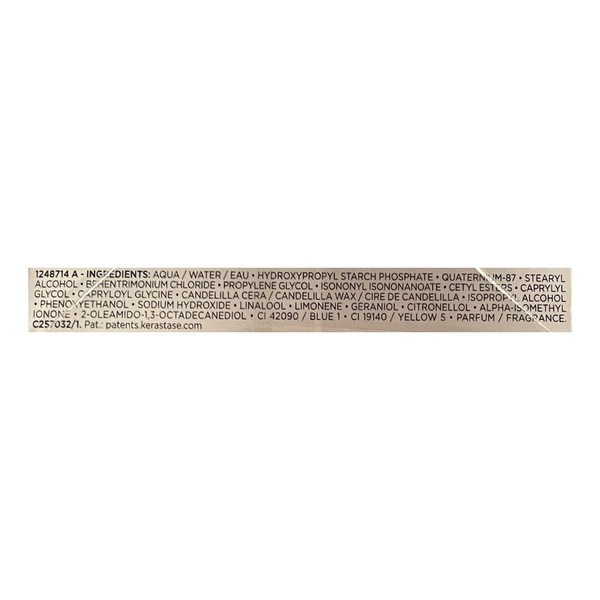 1248714 A - INGREDIENTS: AQUA / WATER / EAU • HYDROXYPROPYL STARCH PHOSPHATE • QUATERNIUM-87 • STEARYL
ALCOHOL • BEHENTRIMONIUM CHLORIDE • PROPYLENE GLYCOL • ISONONYL ISONONANOATE • CETYL ESTERS • CAPRYLYL
GLYCOL • CAPRYLOYL GLYCINE • CANDELILLA CERA / CANDELILLA WAX / CIRE DE CANDELILLA • ISOPROPYL ALCOHOL
• PHENOXYETHANOL • SODIUM HYDROXIDE • LINALOOL • LIMONENE • GERANIOL • CITRONELLOL • ALPHA-ISOMETHYL
IONONE • 2-OLEAMIDO-1,3-OCTADECANEDIOL • CI 42090 / BLUE 1 • CI 19140 / YELLOW 5 • PARFUM / FRAGRANCE.
C257032/1. Pat.: patents.kerastase.com